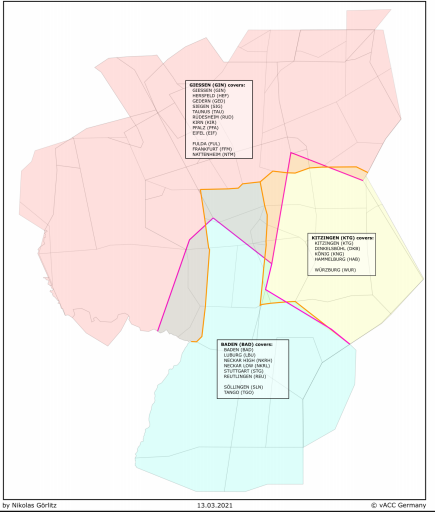 GIESSEN (GIN) covers:
GIESSEN (GIN)
HERSFELD (HEF)
GEDERN (GED)
SIEGEN (SIG)
TAUNUS (TAU)
RÜDESHEIM (RUD)
KIRN (KIR)
PFALZ (PFA)
EIFEL (EIF)
FULDA (FUL)
FRANKFURT (FFM)
NATTENHEIM (NTM)
KITZINGEN (KTG) covers:
KITZINGEN (KTG)
DINKELSBÜHL (DKB)
KÖNIG (KNG)
HAMMELBURG (HAB)
WÜRZBURG (WUR)
BADEN (BAD) covers:
BADEN (BAD)
LUBURG (LBU)
NECKAR HIGH (NKRH)
NECKAR LOW (NKRL)
STUTTGART (STG)
REUTLINGEN (REU)
SÖLLINGEN (SLN)
TANGO (TGO)
by Nikolas Görlitz
13.03.2021
© vACC Germany